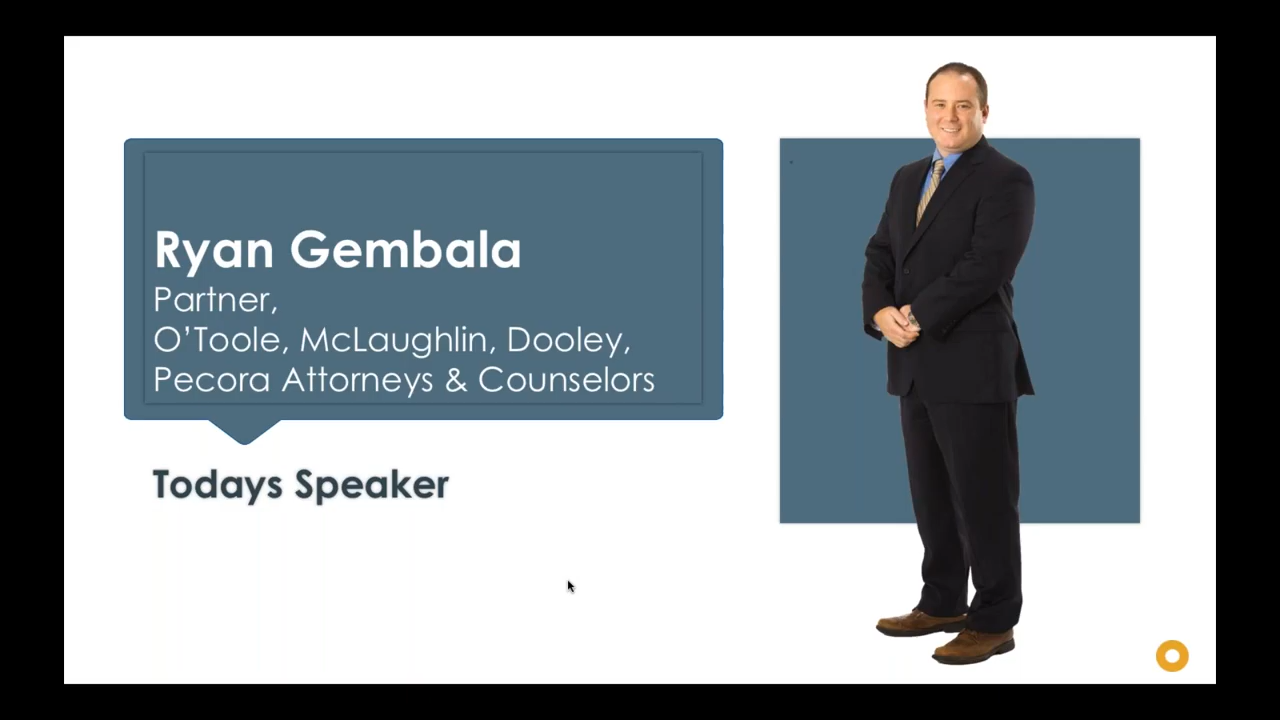 Ryan Gembala
Partner,
O’Toole, McLaughlin, Dooley,
Pecora Attorneys & Counselors
Todays Speaker